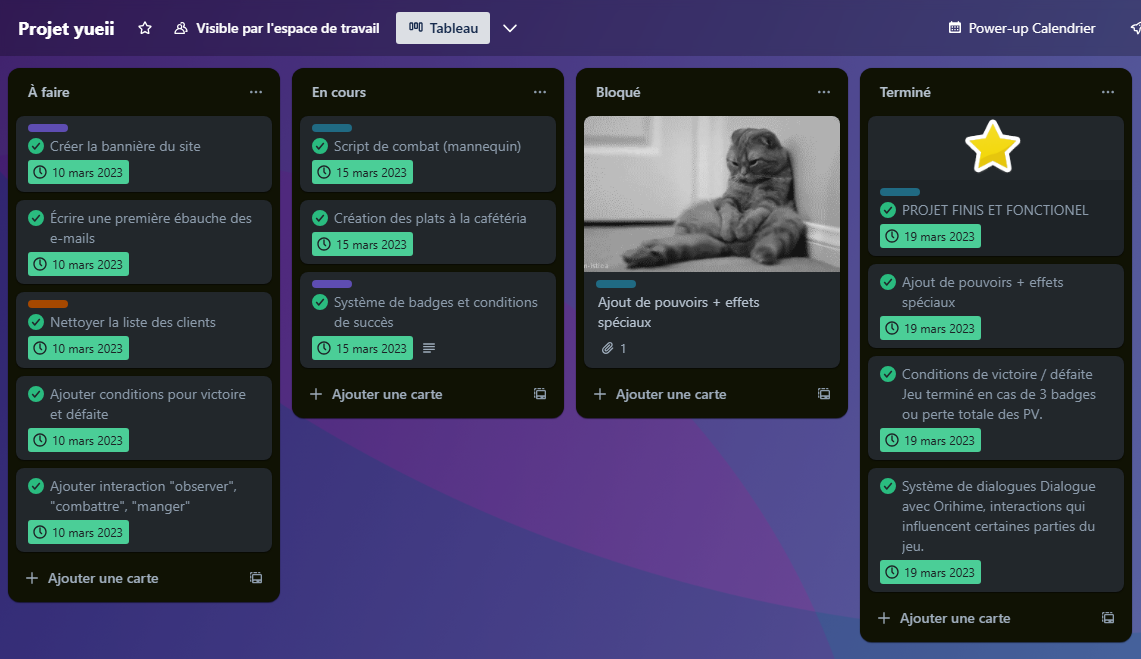 Projet yueii
Visible par l'espace de travail
Tableau
Power-up Calendrier
À faire
Créer la bannière du site
10 mars 2023
Écrire une première ébauche des
e-mails
10 mars 2023
Nettoyer la liste des clients
10 mars 2023
Ajouter conditions pour victoire
et défaite
10 mars 2023
Ajouter interaction "observer",
"combattre", "manger"
10 mars 2023
Ajouter une carte
En cours
Script de combat (mannequin)
15 mars 2023
Création des plats à la cafétéria
15 mars 2023
Système de badges et conditions
de succès
15 mars 2023
Ajouter une carte
Bloqué
Ajout de pouvoirs + effets
spéciaux
1
Ajouter une carte
Terminé
PROJET FINIS ET FONCTIONEL
19 mars 2023
Ajout de pouvoirs + effets
spéciaux
19 mars 2023
Conditions de victoire / défaite
Jeu terminé en cas de 3 badges
ou perte totale des PV.
19 mars 2023
Système de dialogues Dialogue
avec Orihime, interactions qui
influencent certaines parties du
jeu.
19 mars 2023
Ajouter une carte